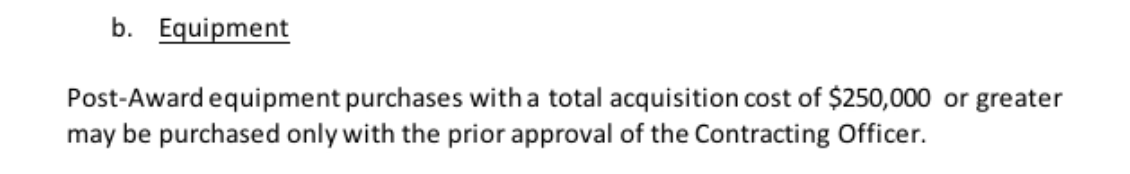 b. Equipment
Post-Award equipment purchases with a total acquisition cost of $250,000 or greater
may be purchased only with the prior approval of the Contracting Officer.